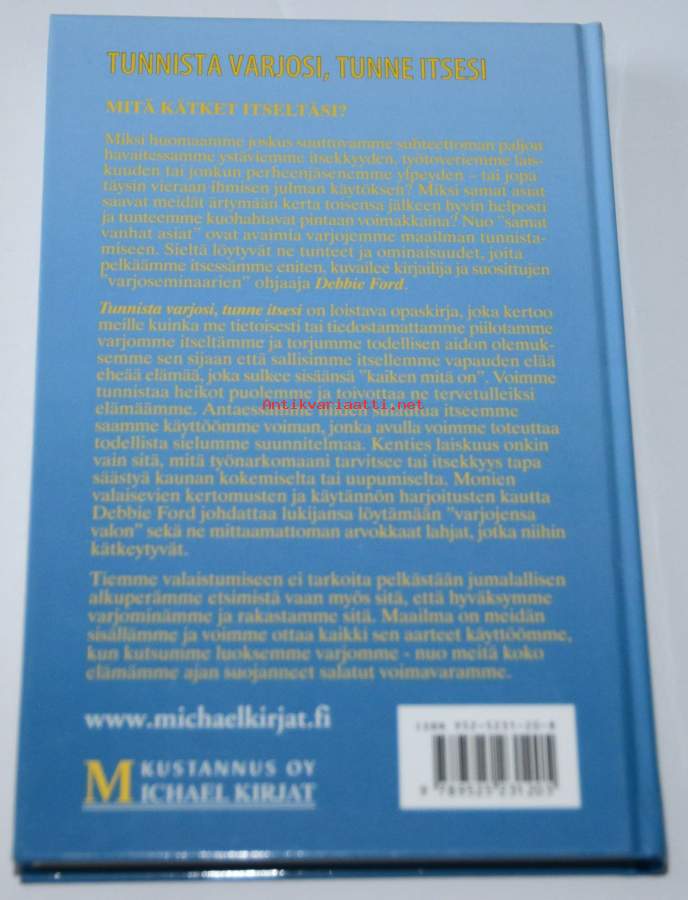 TUNNISTA VARJOSI, TUNNE ITSESI
MITÄ KÄTKET ITSELTÄSI?
Miksi huomaamme joskus suuttuvamme suhteettoman paljon
havaitessamme ystäviemme itsekkyyden, työtoveriemme lais-
kuuden tai jonkun perheenjäsenemme ylpeyden – tai jopa
täysin vieraan ihmisen julman käytöksen? Miksi samat asiat
saavat meidät ärtymään kerta toisensa jälkeen hyvin helposti
ja tunteemme kuohahtavat pintaan voimakkaina? Nuo "samat
vanhat asiat" ovat avaimia varjojemme maailman tunnista-
miseen. Sieltä löytyvät ne tunteet ja ominaisuudet, joita
pelkäämme itsessämme eniten, kuvailee kirjailija ja suosittujen
"varjoseminaarien" ohjaaja Debbie Ford.
Tunnista varjosi, tunne itsesi on loistava opaskirja, joka kertoo
meille kuinka me tietoisesti tai tiedostamattamme piilotamme
varjomme itseltämme ja torjumme todellisen aidon olemuk-
semme sen sijaan että sallisimme itsellemme vapauden elää
eheää elämää, joka sulkee sisäänsä "kaiken mitä on". Voimme
tunnistaa heikot puolemme ja toivottaa ne tervetulleiksi
elämäämme. Antaessamme niiden sulautua itseemme
Antikvariaatti.net
saamme käyttöömme voiman, jonka avulla voimme toteuttaa
todellista sielumme suunnitelmaa. Kenties laiskuus onkin
vain sitä, mitä työnarkomaani tarvitsee tai itsekkyys tapa
säästyä kaunan kokemiselta tai uupumiselta. Monien
valaisevien kertomusten ja käytännön harjoitusten kautta
Debbie Ford johdattaa lukijansa löytämään "varjojensa
valon" sekä ne mittaamattoman arvokkaat lahjat, jotka niihin
kätkeytyvät.
Tiemme valaistumiseen ei tarkoita pelkästään jumalallisen
alkuperämme etsimistä vaan myös sitä, että hyväksymme
varjominämme ja rakastamme sitä. Maailma on meidän
sisällämme ja voimme ottaa kaikki sen aarteet käyttöömme,
kun kutsumme luoksemme varjomme - nuo meitä koko
elämämme ajan suojanneet salatut voimavaramme.
www.michaelkirjat.fi
KUSTANNUS OY
MICHAEL KIRJAT
ISBN 952-5231-20-8
9 789525 231205